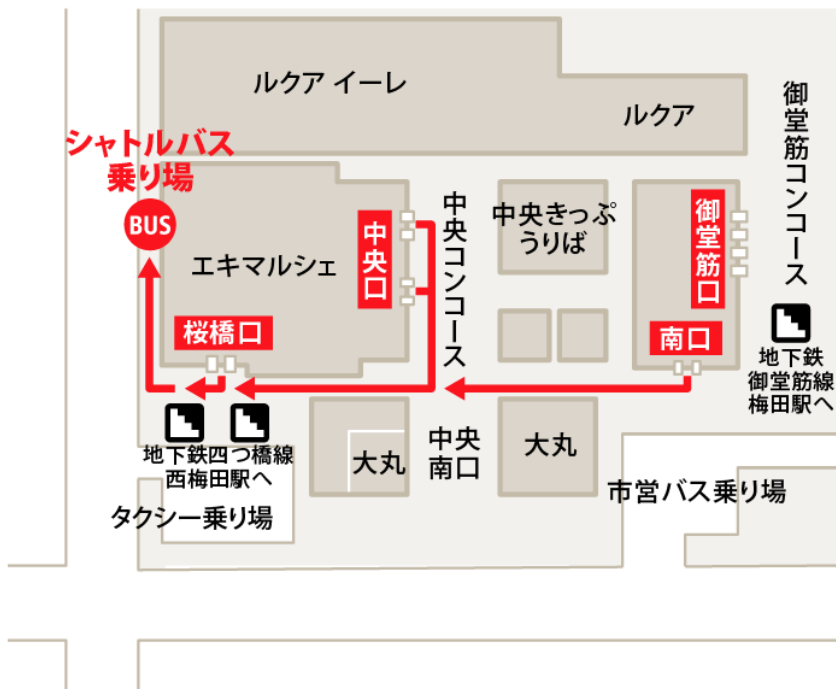 ルクア イーレ
ルクア
御堂筋コンコース
シャトルバス
乗り場
BUS
エキマルシェ
中央口
中央コンコース
中央きっぷ
うりば
御堂筋口
桜橋口
南口
地下鉄
御堂筋線
梅田駅へ
地下鉄四つ橋線
西梅田駅へ
大丸
中央
南口
大丸
タクシー乗り場
市営バス乗り場